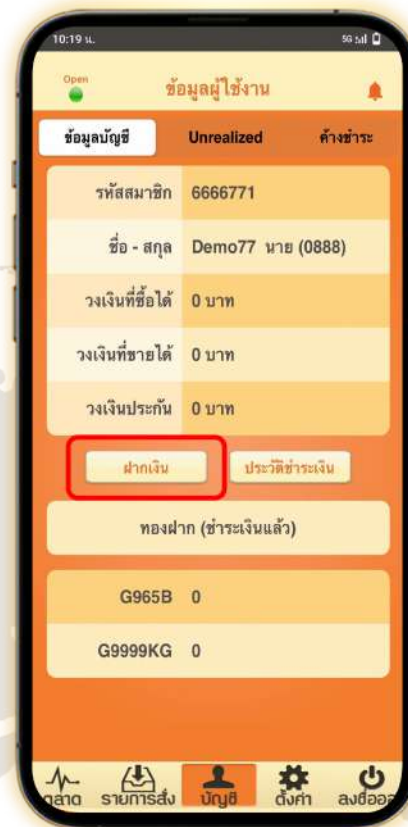 10:19 น. 5G
Open
ข้อมูลผู้ใช้งาน
ข้อมูลบัญชี Unrealized ค้างชำระ
รหัสสมาชิก 6666771
ชื่อ - สกุล Demo77 นาย (0888)
วงเงินที่ซื้อได้ 0 บาท
วงเงินที่ขายได้ 0 บาท
วงเงินประกัน 0 บาท
ฝากเงิน ประวัติชำระเงิน
ทองฝาก (ชำระเงินแล้ว)
G965B 0
G9999KG 0
ตลาด รายการสั่ง บัญชี ตั้งค่า ลงชื่อออก